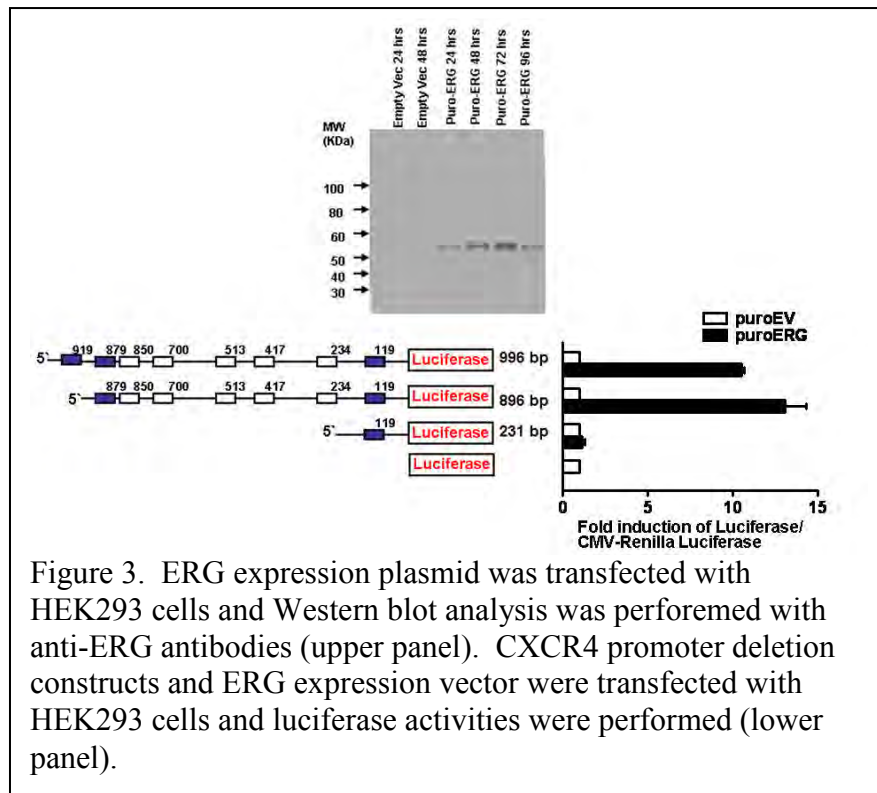 Empty Vec 24 hrs
Empty Vec 48 hrs
Puro-ERG 24 hrs
Puro-ERG 48 hrs
Puro-ERG 72 hrs
Puro-ERG 96 hrs
MW
(KDa)
100
80
60
50
40
30
puroEV
puroERG
5` 919 879 850 700 513 417 234 119 Luciferase 996 bp
5` 879 850 700 513 417 234 119 Luciferase 896 bp
5` 119 Luciferase 231 bp
Luciferase
0 5 10 15
Fold induction of Luciferase/
CMV-Renilla Luciferase
Figure 3. ERG expression plasmid was transfected with
HEK293 cells and Western blot analysis was perforemed with
anti-ERG antibodies (upper panel). CXCR4 promoter deletion
constructs and ERG expression vector were transfected with
HEK293 cells and luciferase activities were performed (lower
panel).